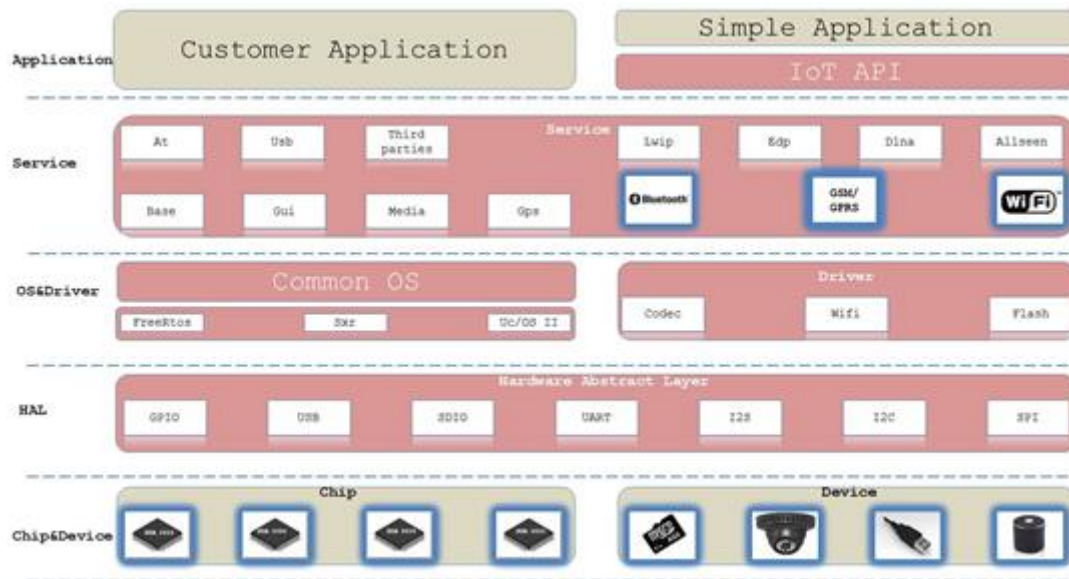 Customer Application
Simple Application
Application
IoT API
Service
At
Usb
Third
parties
Lwip
Edp
Dlna
Allseen
Service
Base
Gui
Media
Gps
Bluetooth
GSM/
GPRS
WiFi
Common OS
Driver
OS&Driver
FreeRtos
Sxr
Uc/OS II
Codec
Wifi
Flash
Hardware Abstract Layer
HAL
GPIO
USB
SDIO
UART
I2S
I2C
SPI
Chip
Device
Chip&Device